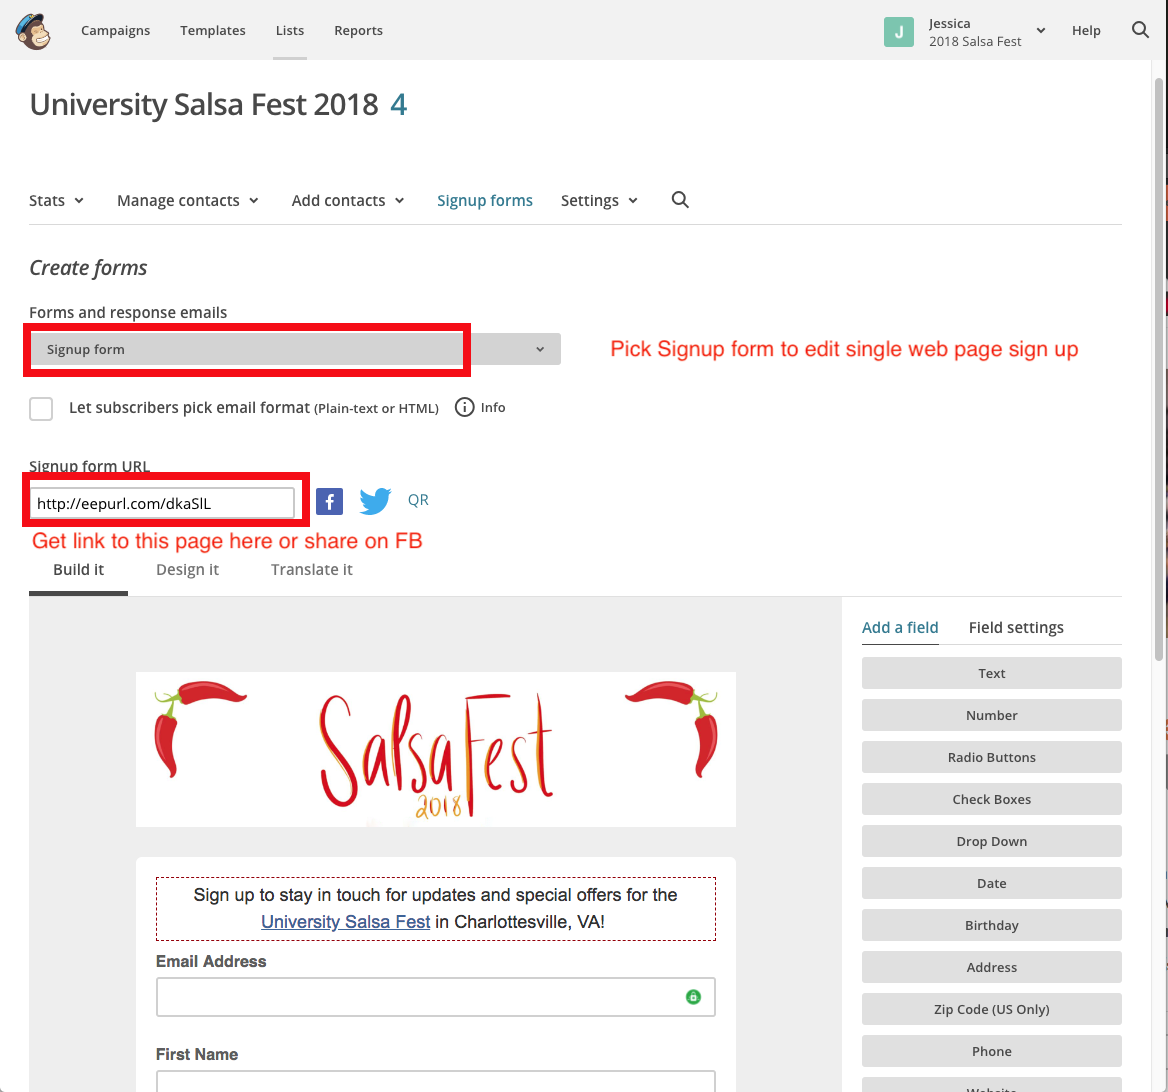 Campaigns Templates Lists Reports
J
Jessica
2018 Salsa Fest
Help
University Salsa Fest 2018 4
Stats Manage contacts Add contacts Signup forms Settings
Create forms
Forms and response emails
Signup form
Pick Signup form to edit single web page sign up
Let subscribers pick email format (Plain-text or HTML) i Info
Signup form URL
http://eepurl.com/dkaSlL
f
QR
Get link to this page here or share on FB
Build it Design it Translate it
Add a field Field settings
Text
Number
Radio Buttons
Check Boxes
Drop Down
Date
Birthday
Address
Zip Code (US Only)
Phone
Website
SalsaFest
2018
Sign up to stay in touch for updates and special offers for the
University Salsa Fest in Charlottesville, VA!
Email Address
First Name